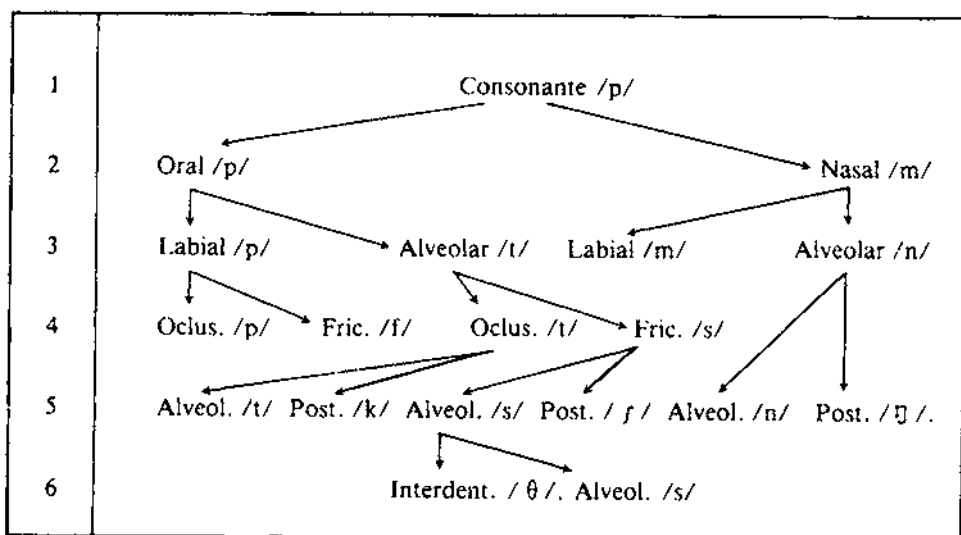 1 Consonante /p/
2 Oral /p/ Nasal /m/
3 Labial /p/ Alveolar /t/ Labial /m/ Alveolar /n/
4 Oclus. /p/ Fric. /f/ Oclus. /t/ Fric. /s/
5 Alveol. /t/ Post. /k/ Alveol. /s/ Post. /ʃ/ Alveol. /n/ Post. /ŋ/.
6 Interdent. /θ/. Alveol. /s/